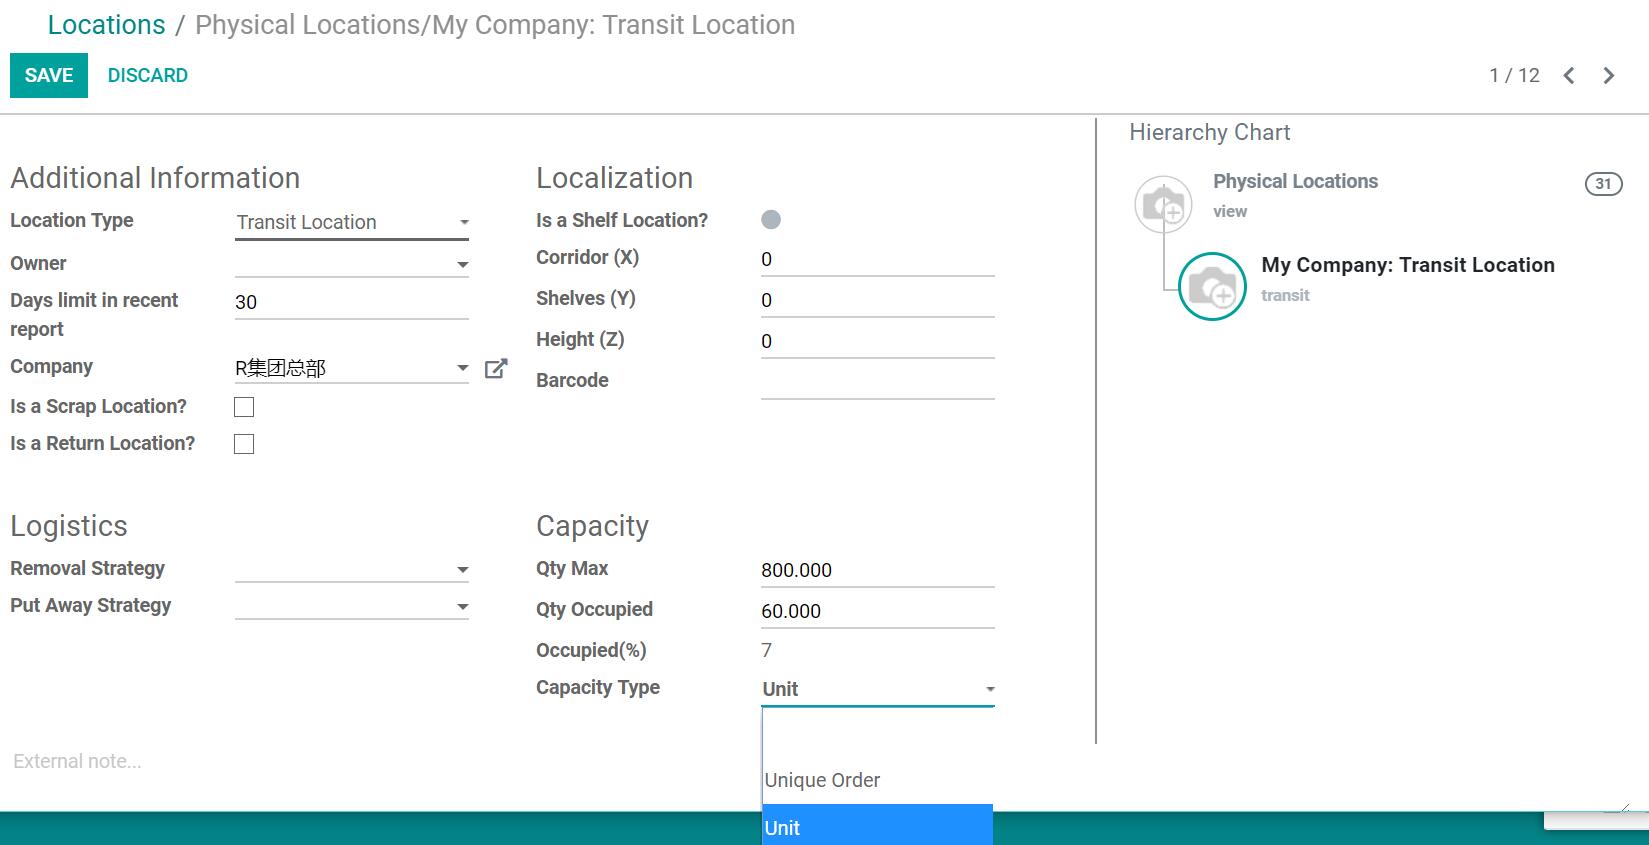 Locations / Physical Locations/My Company: Transit Location
SAVE DISCARD
1 / 12
Additional Information
Location Type Transit Location
Owner
Days limit in recent report 30
Company R集团总部
Is a Scrap Location?
Is a Return Location?
Localization
Is a Shelf Location?
Corridor (X) 0
Shelves (Y) 0
Height (Z) 0
Barcode
Logistics
Removal Strategy
Put Away Strategy
Capacity
Qty Max 800.000
Qty Occupied 60.000
Occupied(%) 7
Capacity Type Unit
Unique Order
Unit
External note...
Hierarchy Chart
Physical Locations 31
view
My Company: Transit Location
transit